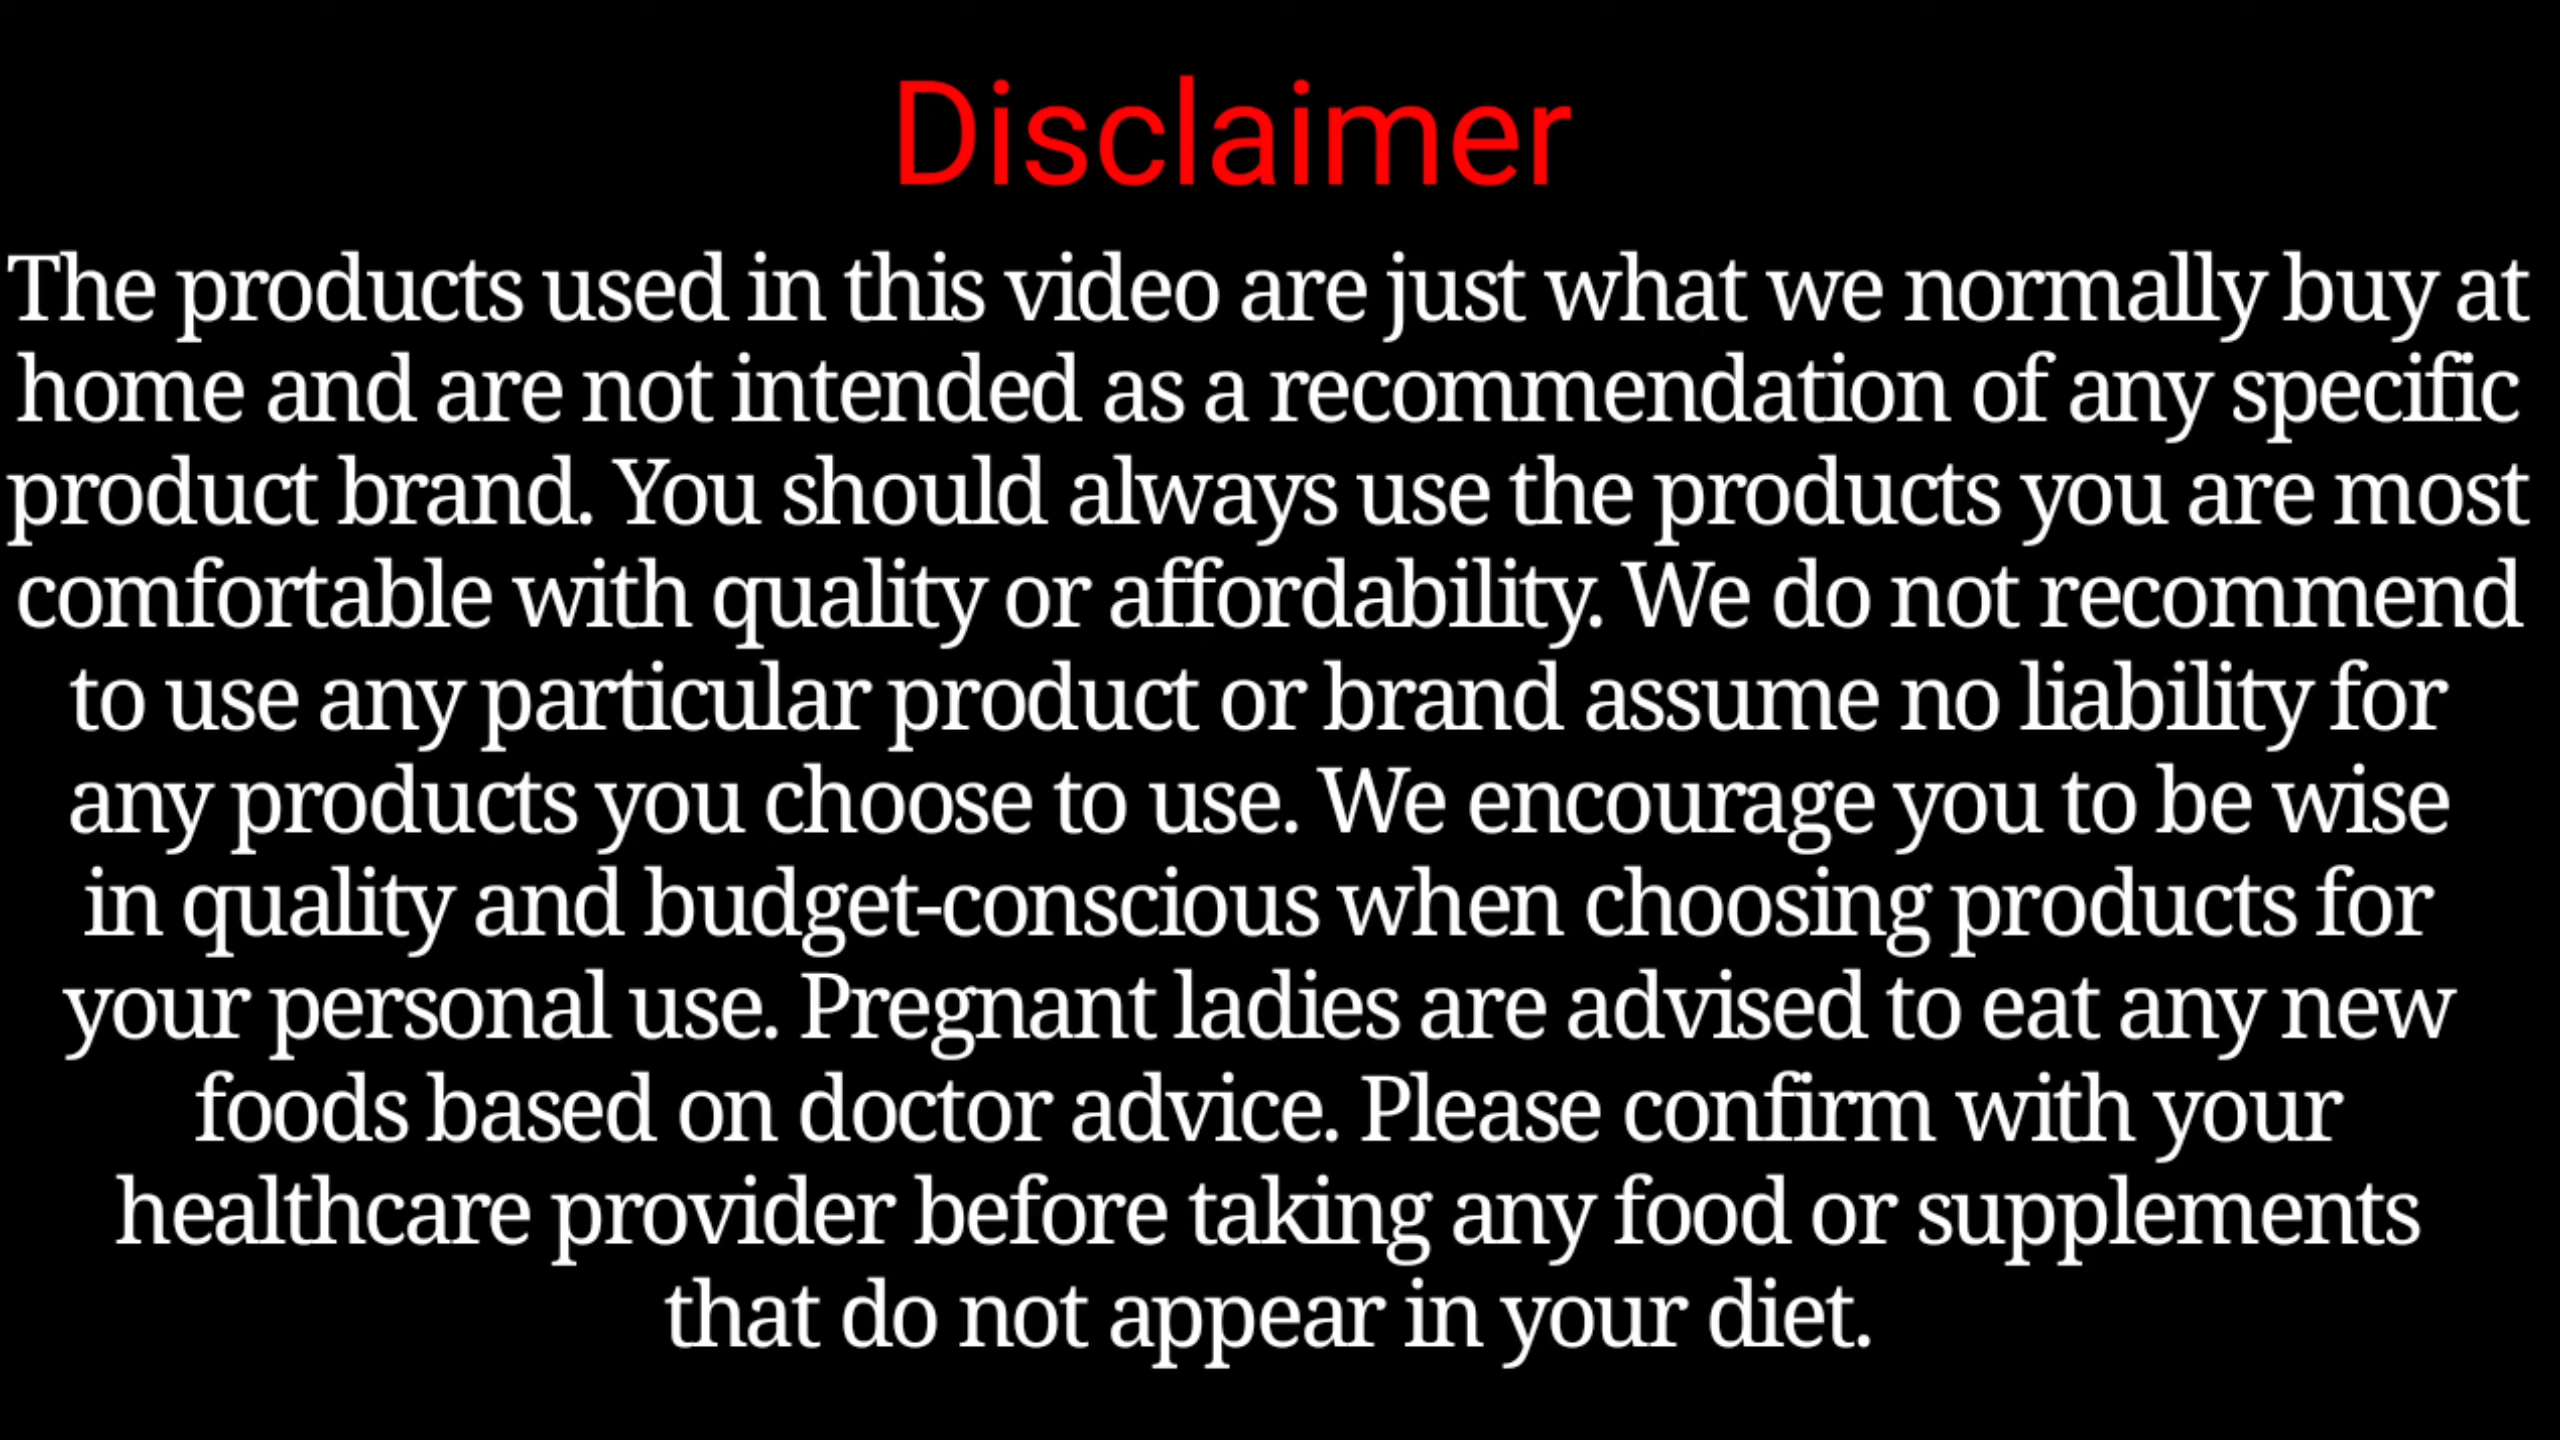 Disclaimer
The products used in this video are just what we normally buy at
home and are not intended as a recommendation of any specific
product brand. You should always use the products you are most
comfortable with quality or affordability. We do not recommend
to use any particular product or brand assume no liability for
any products you choose to use. We encourage you to be wise
in quality and budget-conscious when choosing products for
your personal use. Pregnant ladies are advised to eat any new
foods based on doctor advice. Please confirm with your
healthcare provider before taking any food or supplements
that do not appear in your diet.